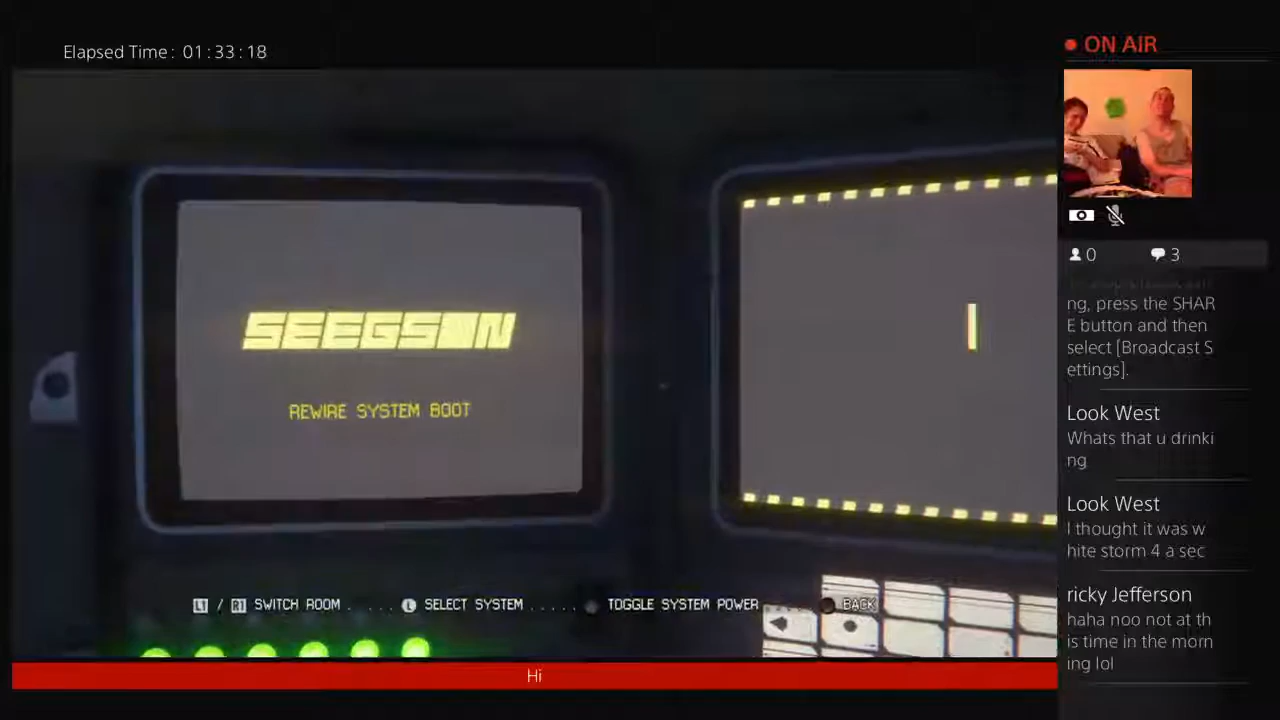 Elapsed Time: 01:33:18
ON AIR
SEEGSON
REWIRE SYSTEM BOOT
L1 / R1 SWITCH ROOM . . . . . L SELECT SYSTEM . . . . . TOGGLE SYSTEM POWER
BACK
Hi
0 3
ng, press the SHAR
E button and then
select [Broadcast S
ettings].
Look West
Whats that u drinki
ng
Look West
I thought it was w
hite storm 4 a sec
ricky Jefferson
haha noo not at th
is time in the morn
ing lol